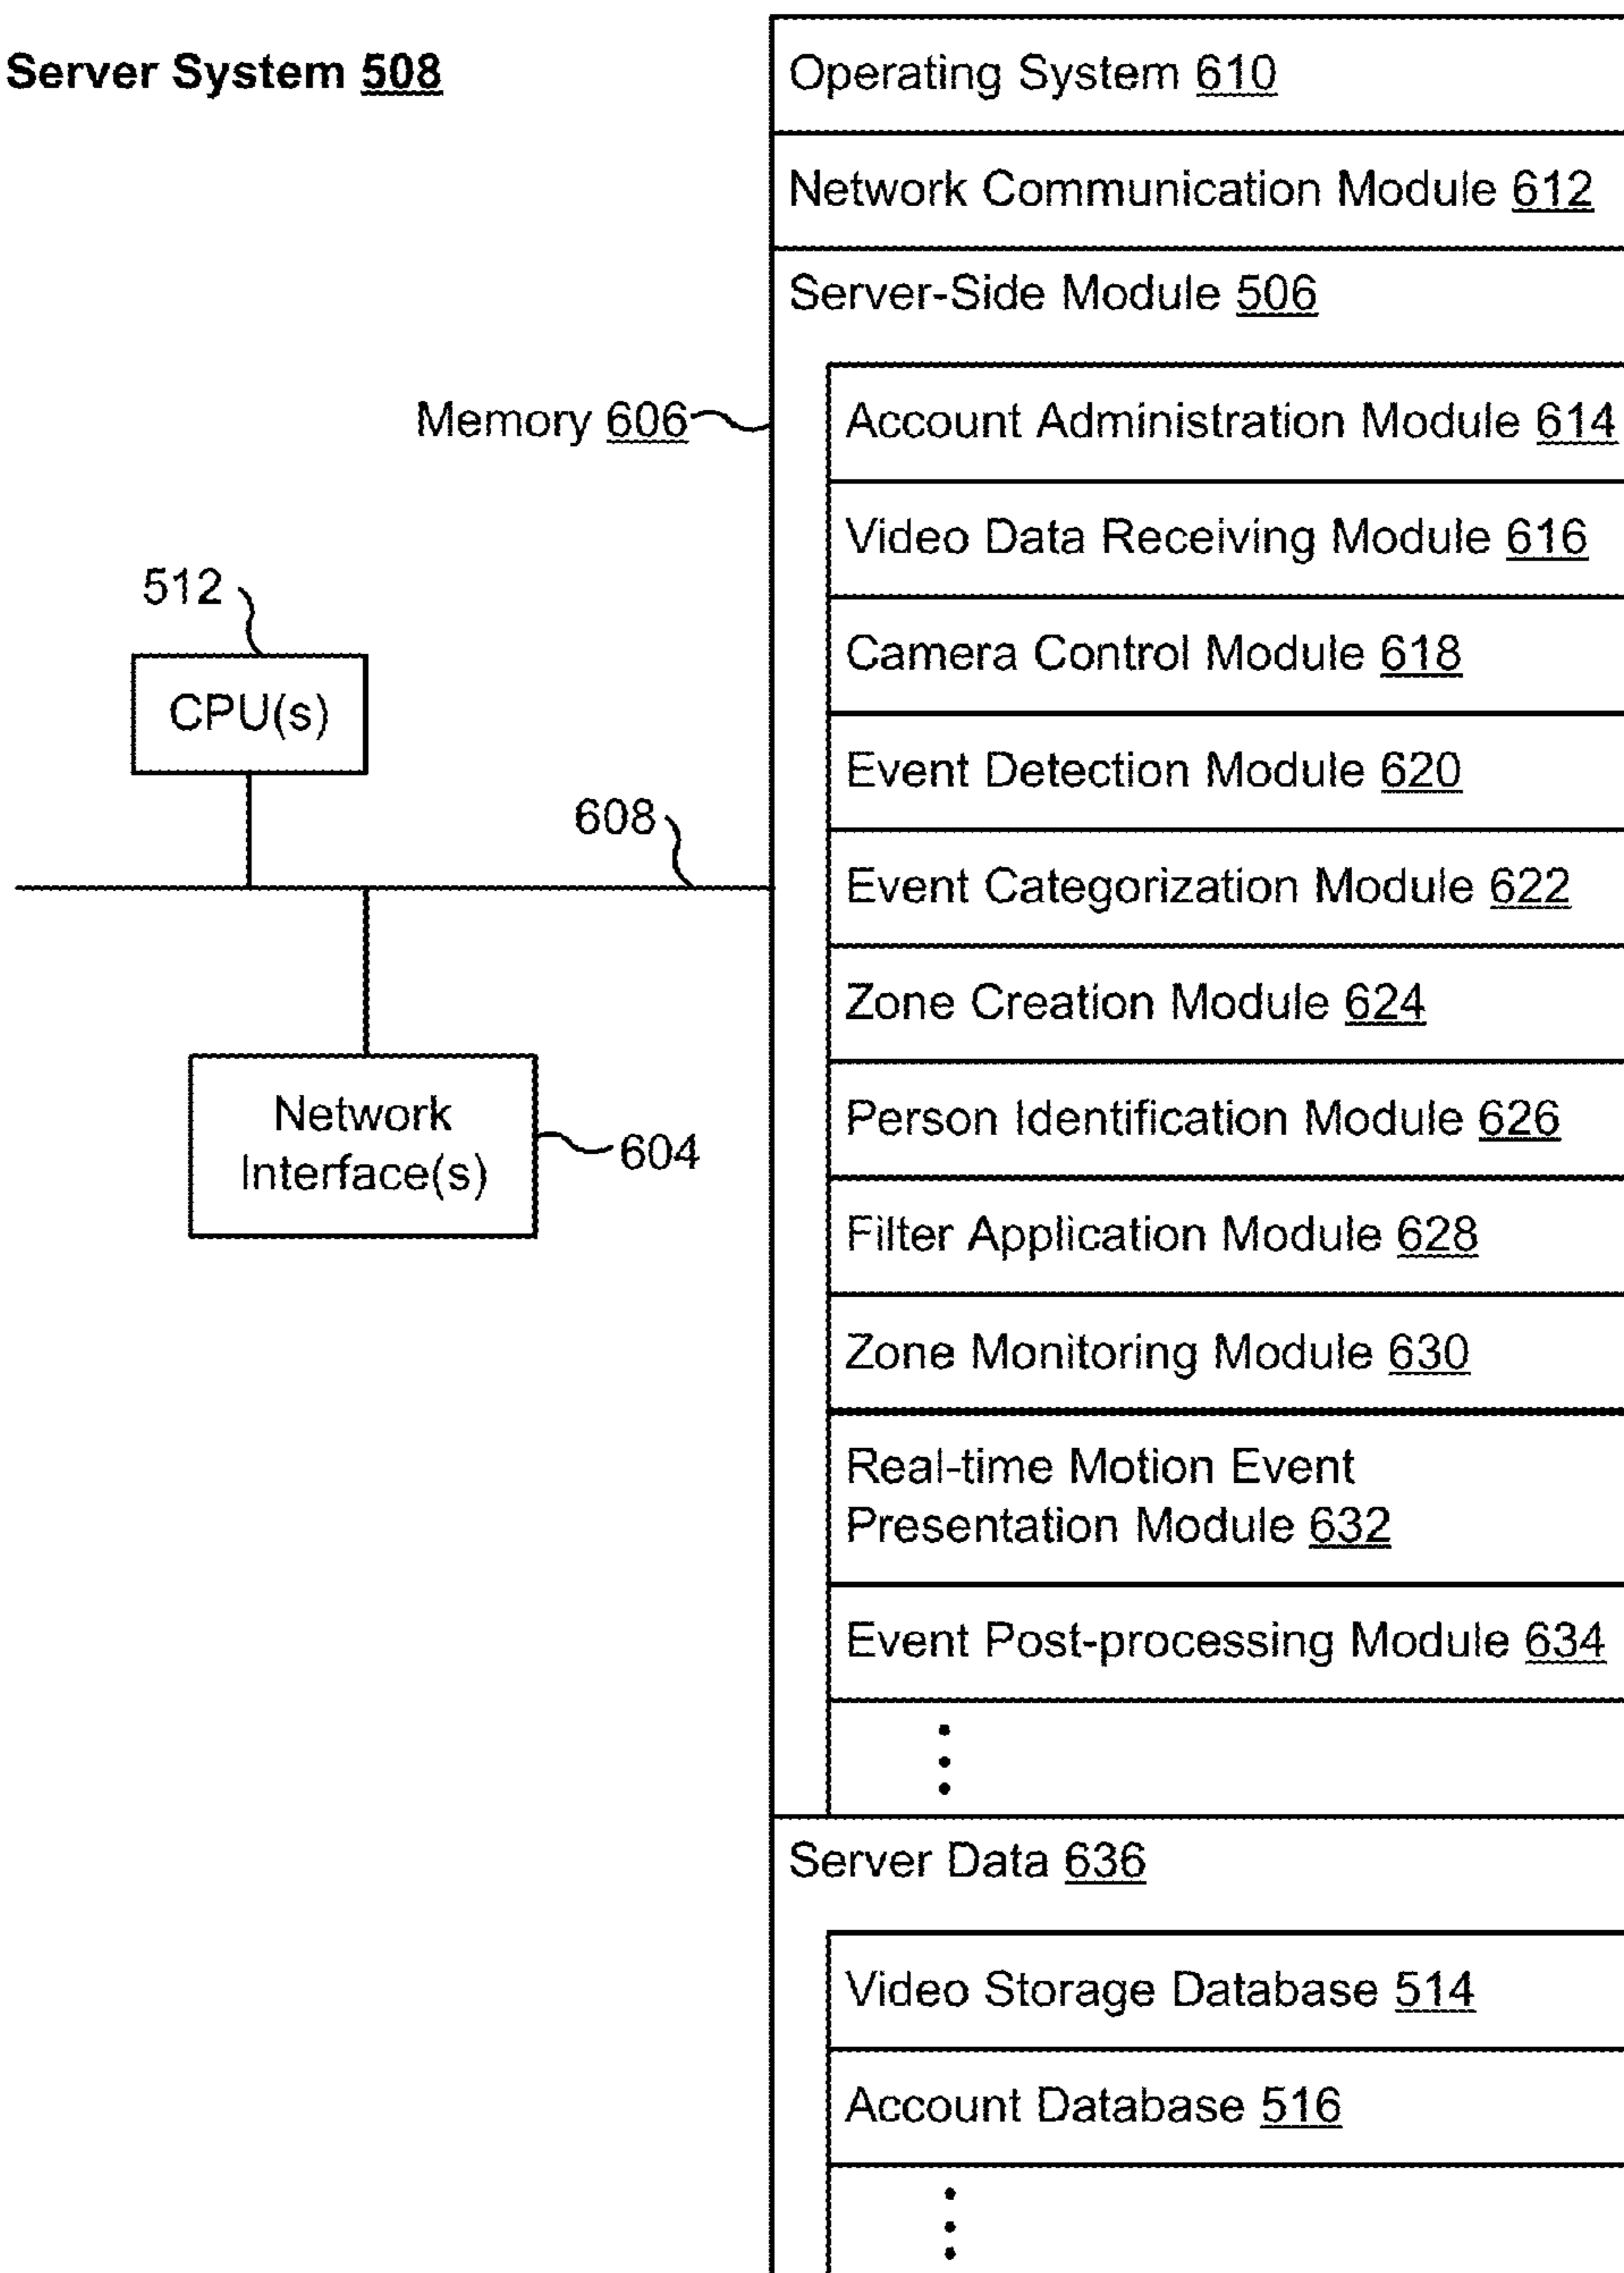 Server System 508
Operating System 610
Network Communication Module 612
Server-Side Module 506
Memory 606
Account Administration Module 614
Video Data Receiving Module 616
512
Camera Control Module 618
CPU(s)
Event Detection Module 620
608
Event Categorization Module 622
Zone Creation Module 624
Network
Interface(s)
604
Person Identification Module 626
Filter Application Module 628
Zone Monitoring Module 630
Real-time Motion Event
Presentation Module 632
Event Post-processing Module 634
Server Data 636
Video Storage Database 514
Account Database 516